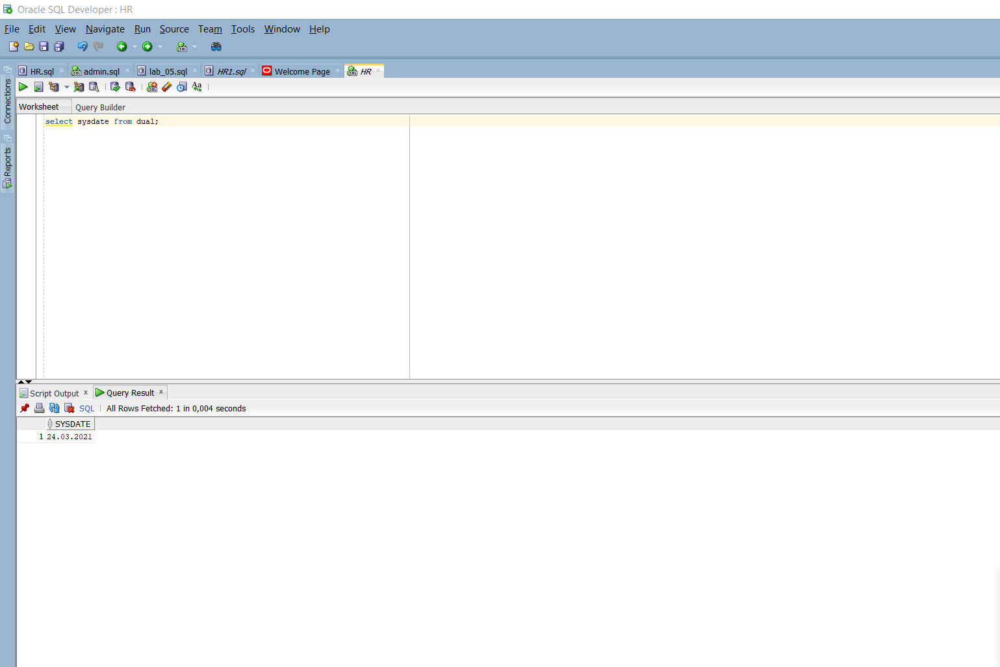 Oracle SQL Developer : HR
File Edit View Navigate Run Source Team Tools Window Help
HR.sql admin.sql lab_05.sql HR1.sql Welcome Page HR
Connections
Reports
Worksheet Query Builder
select sysdate from dual;
Script Output Query Result
SQL All Rows Fetched: 1 in 0,004 seconds
SYSDATE
1 24.03.2021